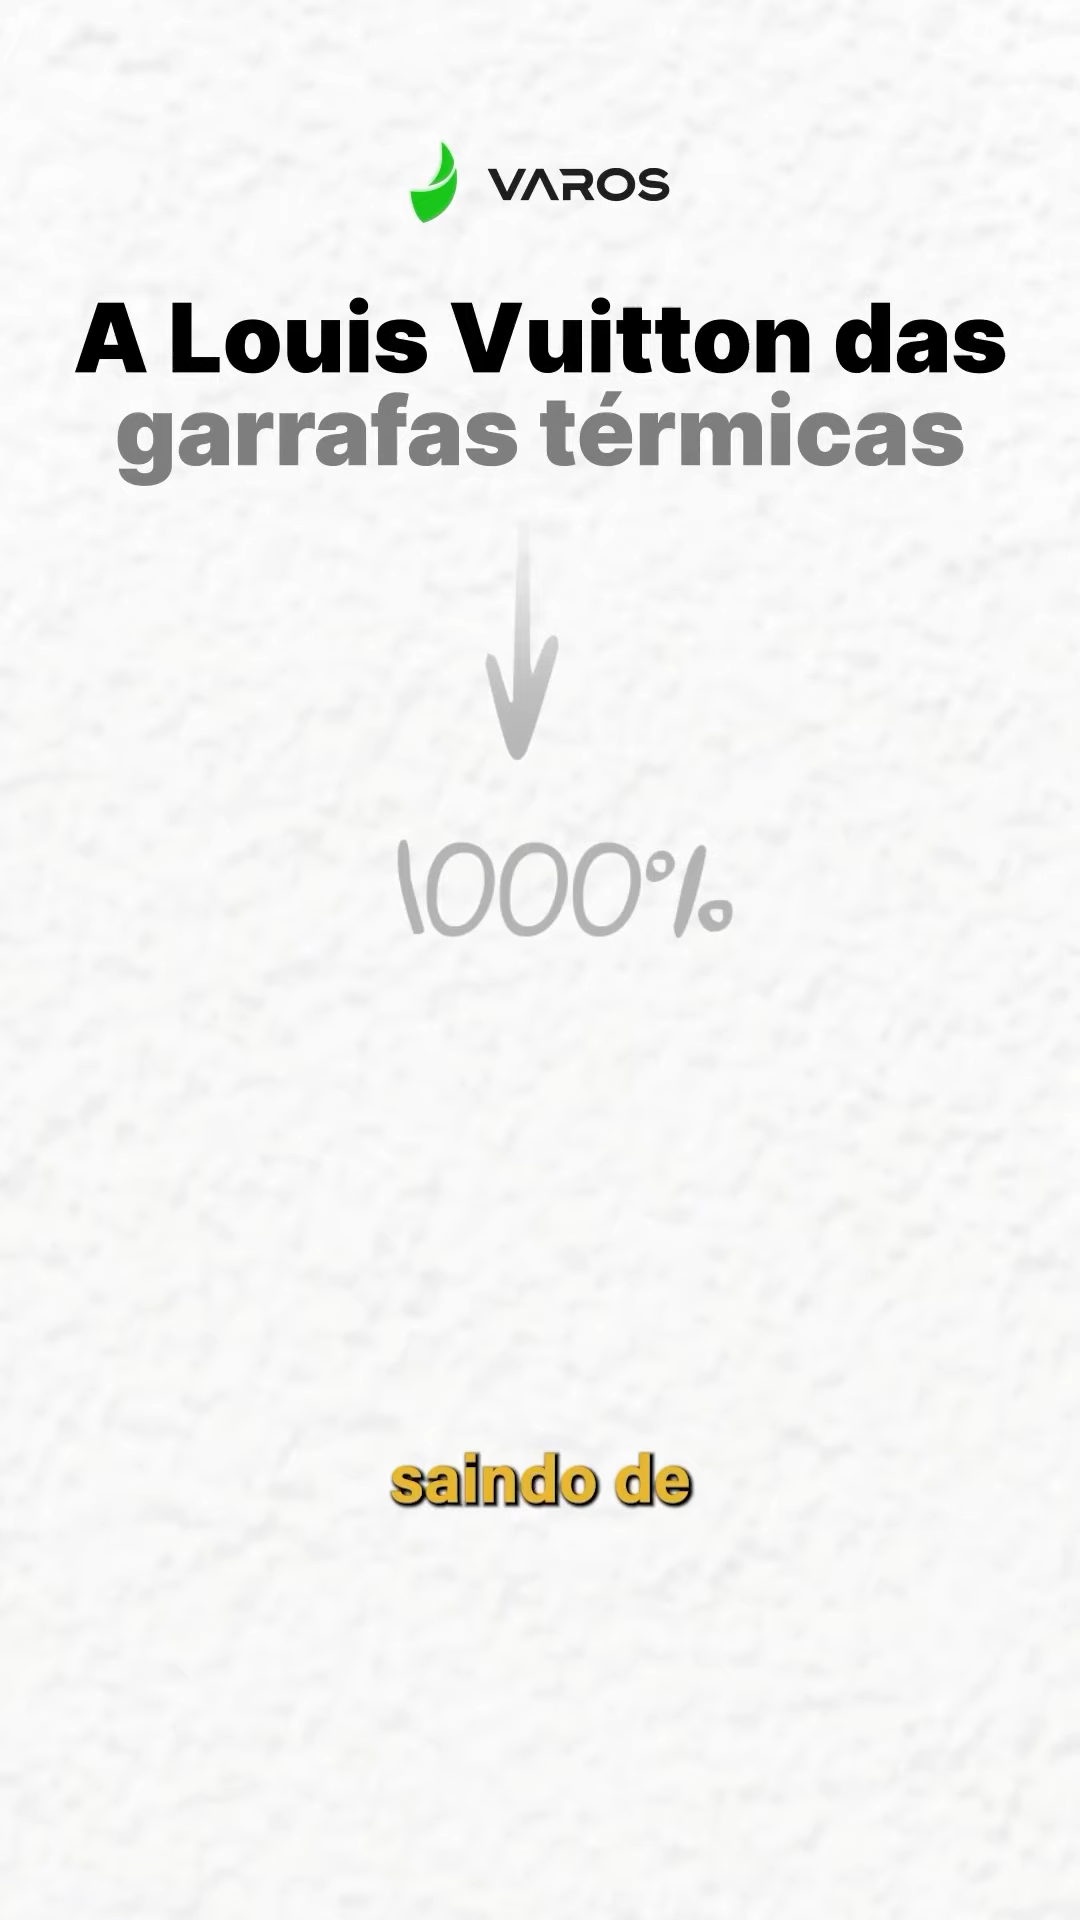 VAROS
A Louis Vuitton das
garrafas térmicas
1000%
saindo de